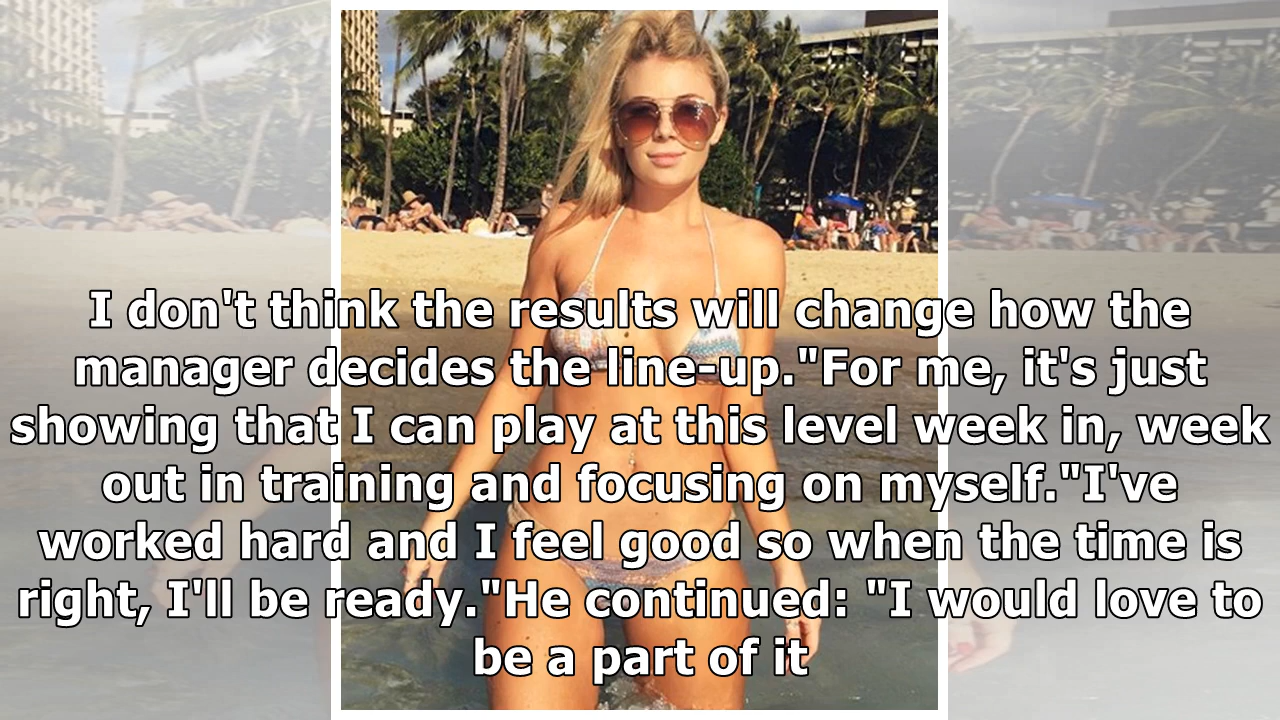 I don't think the results will change how the
manager decides the line-up."For me, it's just
showing that I can play at this level week in, week
out in training and focusing on myself."I've
worked hard and I feel good so when the time is
right, I'll be ready."He continued: "I would love to
be a part of it